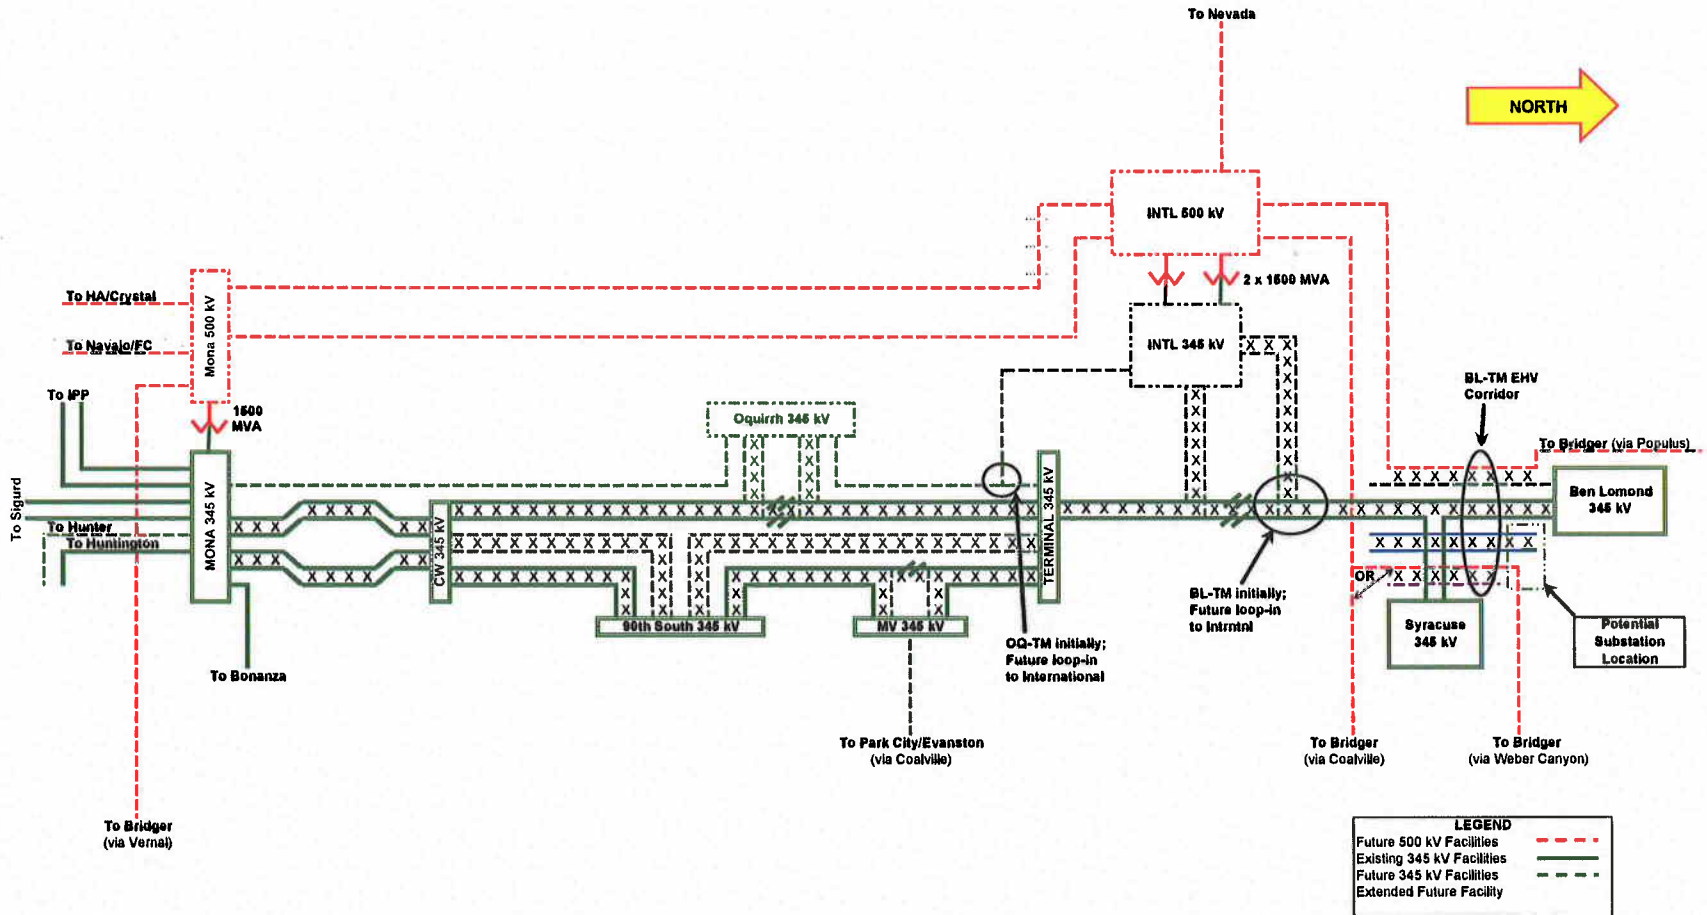 To Nevada
NORTH
INTL 500 kV
2 x 1500 MVA
To HA/Crystal
Mona 500 kV
To Navajo/FC
INTL 345 kV
To IPP
1500
MVA
BL-TM EHV
Corridor
Oquirrh 345 kV
To Bridger (via Populus)
To Sigurd
MONA 345 kV
CW 345 kV
TERMINAL 345 kV
Ben Lomond
345 kV
To Hunter
To Huntington
OR
90th South 345 kV
MV 345 kV
BL-TM initially;
Future loop-in
to Intrntnl
Syracuse
345 kV
Potential
Substation
Location
OQ-TM initially;
Future loop-in
to International
To Bonanza
To Park City/Evanston
(via Coalville)
To Bridger
(via Coalville)
To Bridger
(via Weber Canyon)
To Bridger
(via Vernal)
LEGEND
Future 500 kV Facilities
Existing 345 kV Facilities
Future 345 kV Facilities
Extended Future Facility